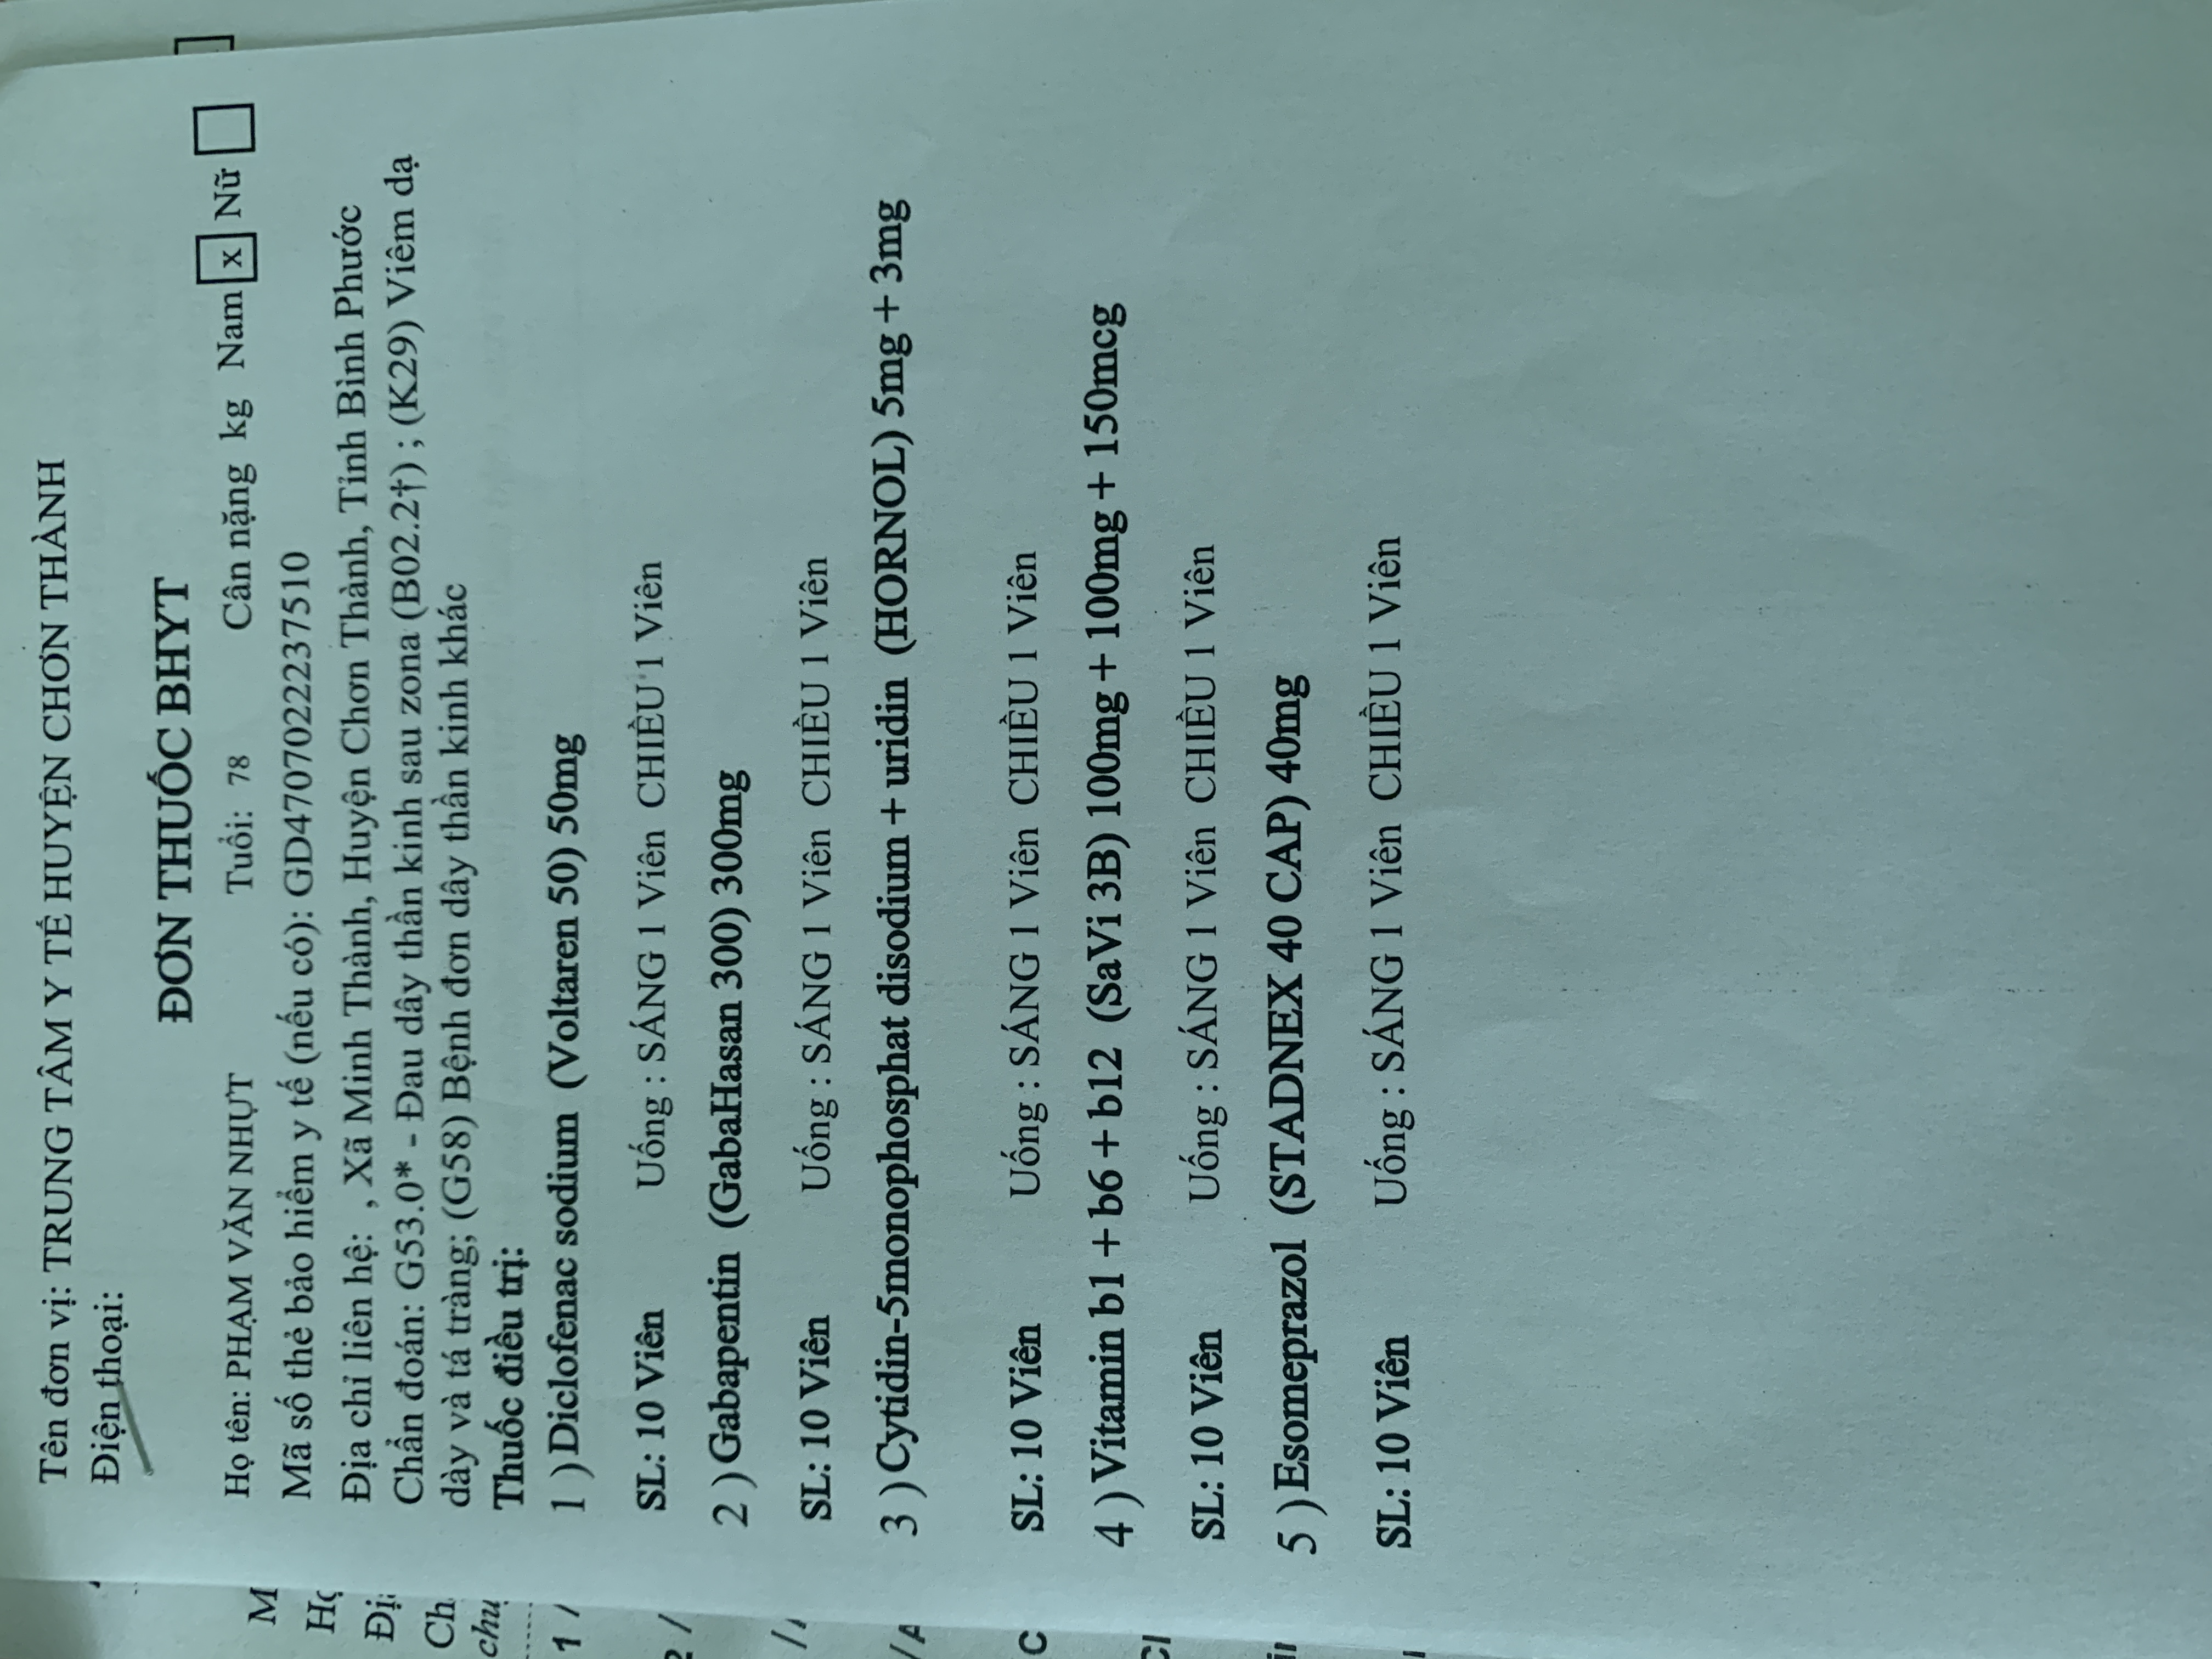 Tên đơn vị: TRUNG TÂM Y TẾ HUYỆN CHƠN THÀNH
Điện thoại:
ĐƠN THUỐC BHYT
Họ tên: PHẠM VĂN NHỰT Tuổi: 78 Cân nặng kg Nam x Nữ
Mã số thẻ bảo hiểm y tế (nếu có): GD4707022237510
Địa chỉ liên hệ: , Xã Minh Thành, Huyện Chơn Thành, Tỉnh Bình Phước
Chẩn đoán: G53.0* - Đau dây thần kinh sau zona (B02.2†) ; (K29) Viêm dạ
dày và tá tràng; (G58) Bệnh đơn dây thần kinh khác
Thuốc điều trị:
1 ) Diclofenac sodium (Voltaren 50) 50mg
SL: 10 Viên Uống : SÁNG 1 Viên CHIỀU 1 Viên
2 ) Gabapentin (GabaHasan 300) 300mg
SL: 10 Viên Uống : SÁNG 1 Viên CHIỀU 1 Viên
3 ) Cytidin-5monophosphat disodium + uridin (HORNOL) 5mg + 3mg
SL: 10 Viên Uống : SÁNG 1 Viên CHIỀU 1 Viên
4 ) Vitamin b1 + b6 + b12 (SaVi 3B) 100mg + 100mg + 150mcg
SL: 10 Viên Uống : SÁNG 1 Viên CHIỀU 1 Viên
5 ) Esomeprazol (STADNEX 40 CAP) 40mg
SL: 10 Viên Uống : SÁNG 1 Viên CHIỀU 1 Viên